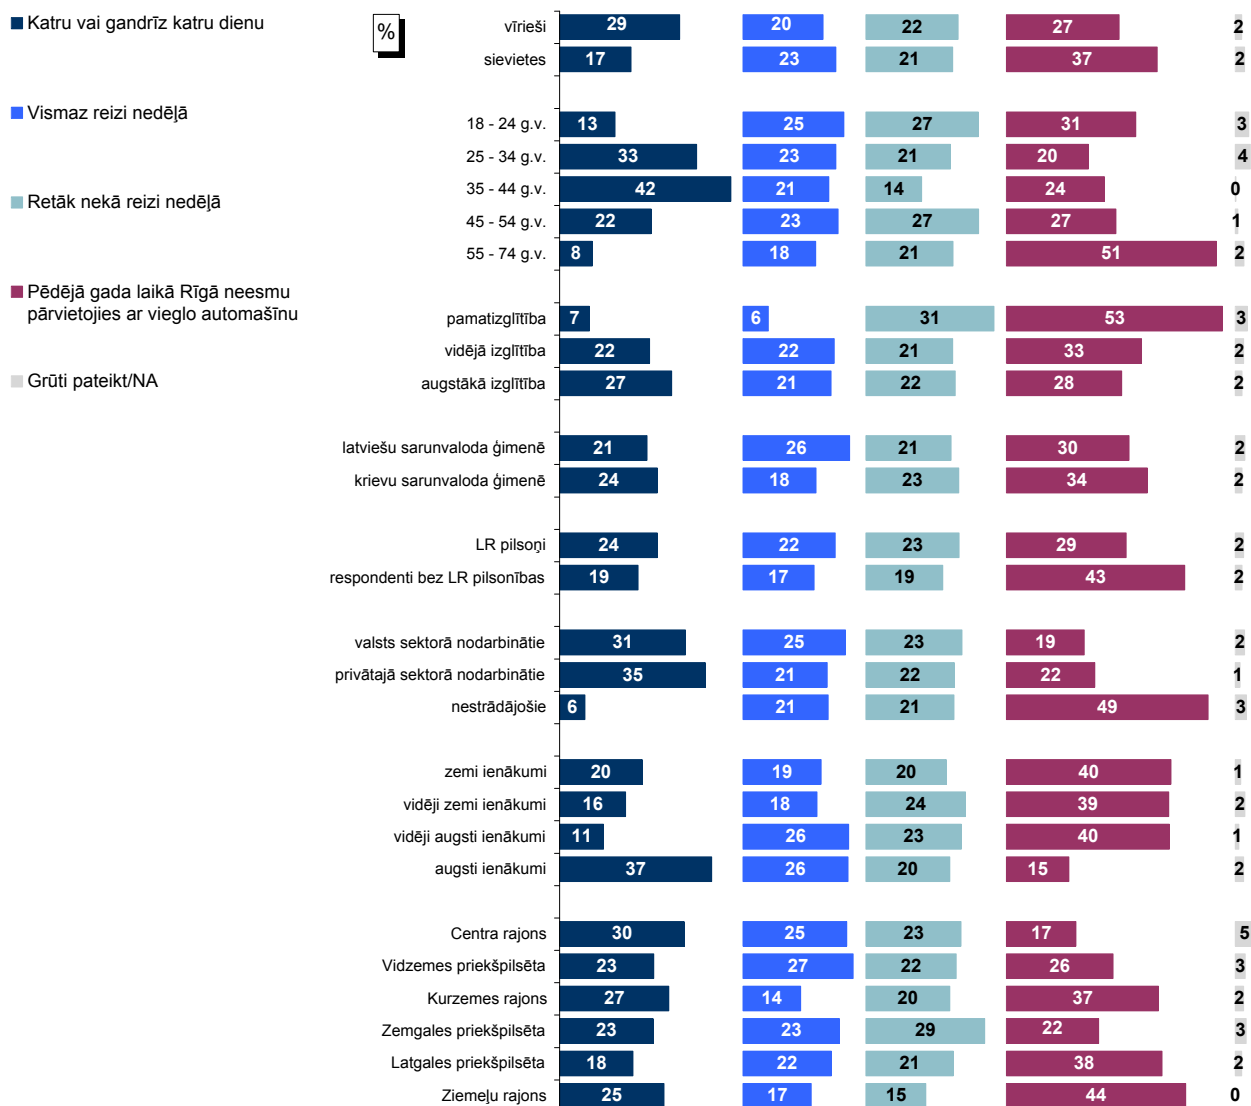 Katru vai gandrīz katru dienu
%
Vismaz reizi nedēļā
Retāk nekā reizi nedēļā
Pēdējā gada laikā Rīgā neesmu
pārvietojies ar vieglo automašīnu
Grūti pateikt/NA
vīrieši 29 20 22 27 2
sievietes 17 23 21 37 2
18 - 24 g.v. 13 25 27 31 3
25 - 34 g.v. 33 23 21 20 4
35 - 44 g.v. 42 21 14 24 0
45 - 54 g.v. 22 23 27 27 1
55 - 74 g.v. 8 18 21 51 2
pamatizglītība 7 6 31 53 3
vidējā izglītība 22 22 21 33 2
augstākā izglītība 27 21 22 28 2
latviešu sarunvaloda ģimenē 21 26 21 30 2
krievu sarunvaloda ģimenē 24 18 23 34 2
LR pilsoņi 24 22 23 29 2
respondenti bez LR pilsonības 19 17 19 43 2
valsts sektorā nodarbinātie 31 25 23 19 2
privātajā sektorā nodarbinātie 35 21 22 22 1
nestrādājošie 6 21 21 49 3
zemi ienākumi 20 19 20 40 1
vidēji zemi ienākumi 16 18 24 39 2
vidēji augsti ienākumi 11 26 23 40 1
augsti ienākumi 37 26 20 15 2
Centra rajons 30 25 23 17 5
Vidzemes priekšpilsēta 23 27 22 26 3
Kurzemes rajons 27 14 20 37 2
Zemgales priekšpilsēta 23 23 29 22 3
Latgales priekšpilsēta 18 22 21 38 2
Ziemeļu rajons 25 17 15 44 0